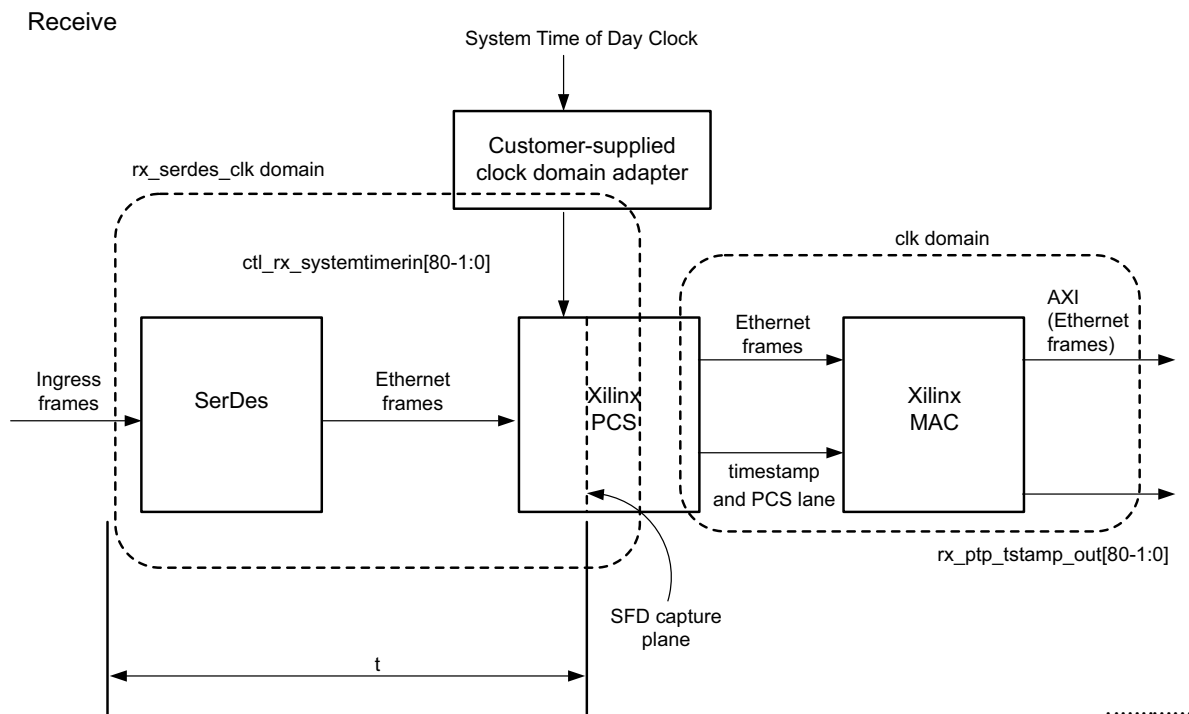 Receive
System Time of Day Clock
Customer-supplied
clock domain adapter
rx_serdes_clk domain
clk domain
ctl_rx_systemtimerin[80-1:0]
AXI
(Ethernet
frames)
Ethernet
frames
Ingress
frames
SerDes
Ethernet
frames
Xilinx
PCS
Xilinx
MAC
timestamp
and PCS lane
rx_ptp_tstamp_out[80-1:0]
SFD capture
plane
t